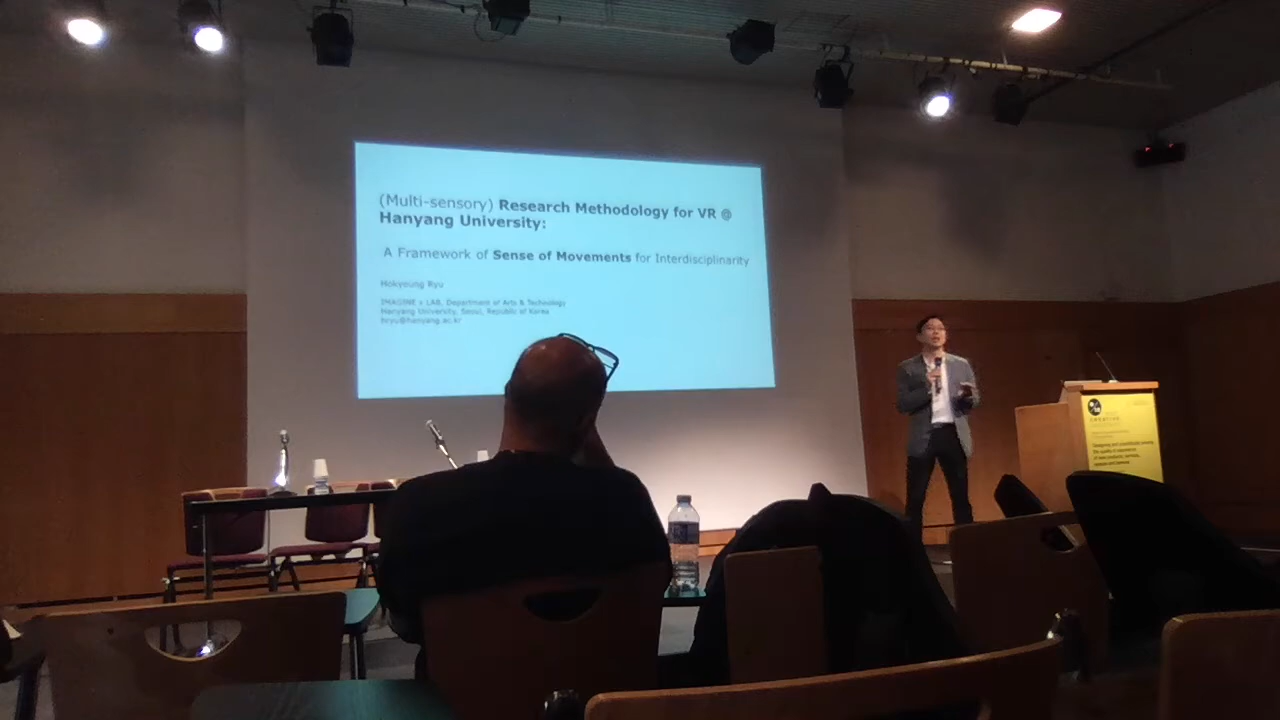 (Multi-sensory) Research Methodology for VR @
Hanyang University:
A Framework of Sense of Movements for Interdisciplinarity
Hokyoung Ryu
IMAGINE x LAB, Department of Arts & Technology
Hanyang University, Seoul, Republic of Korea
hryu@hanyang.ac.kr
CREATIVE